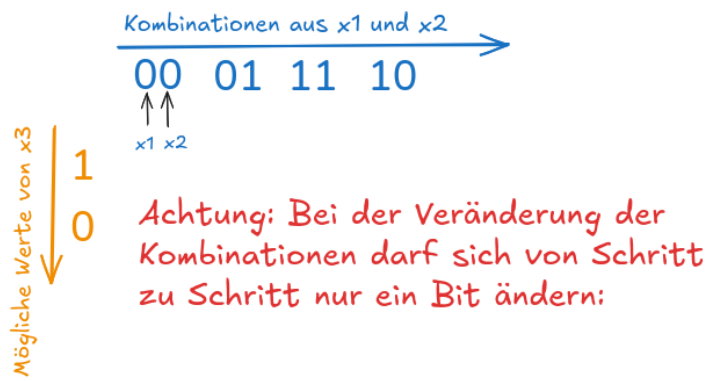 Kombinationen aus x1 und x2
00 01 11 10
x1 x2
Mögliche Werte von x3
1
0
Achtung: Bei der Veränderung der
Kombinationen darf sich von Schritt
zu Schritt nur ein Bit ändern: